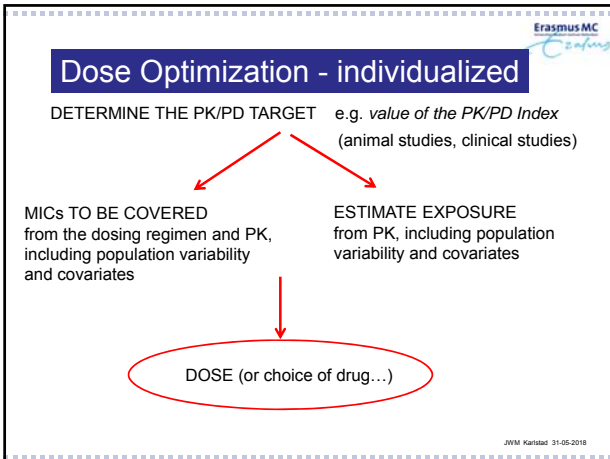 Erasmus MC
Erasmus
Dose Optimization - individualized
DETERMINE THE PK/PD TARGET e.g. value of the PK/PD Index
(animal studies, clinical studies)
MICs TO BE COVERED
from the dosing regimen and PK,
including population variability
and covariates
ESTIMATE EXPOSURE
from PK, including population
variability and covariates
DOSE (or choice of drug…)
JWM Karlstad 31-05-2018